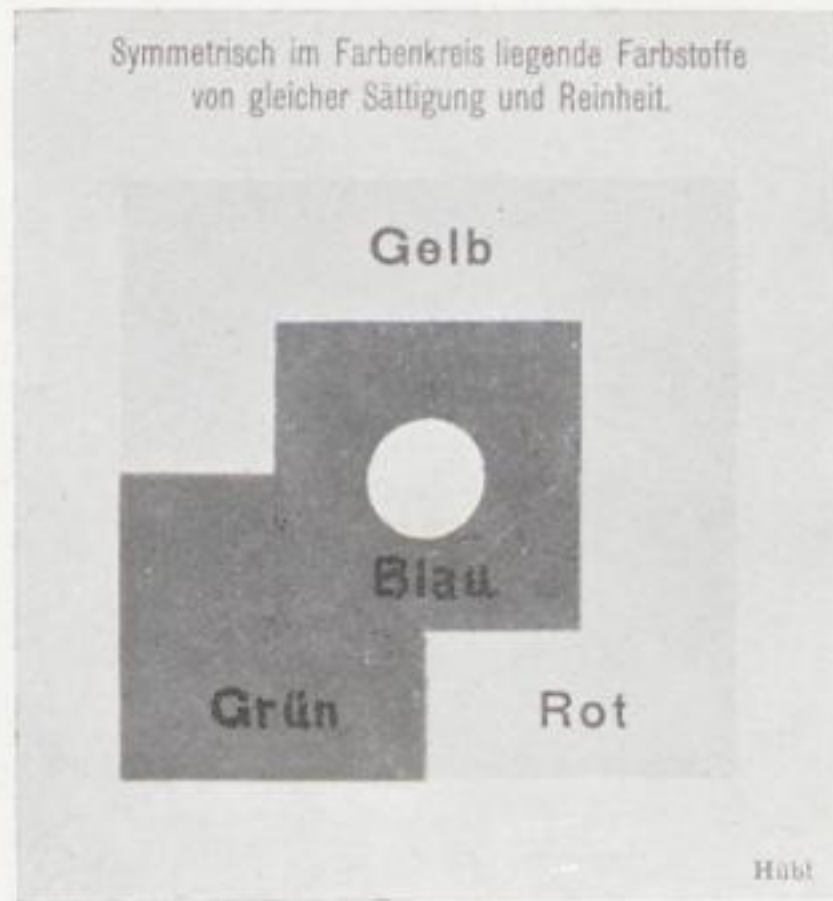 Symmetrisch im Farbenkreis liegende Farbstoffe
von gleicher Sättigung und Reinheit.
Gelb
Blau
Grün Rot
Hübl